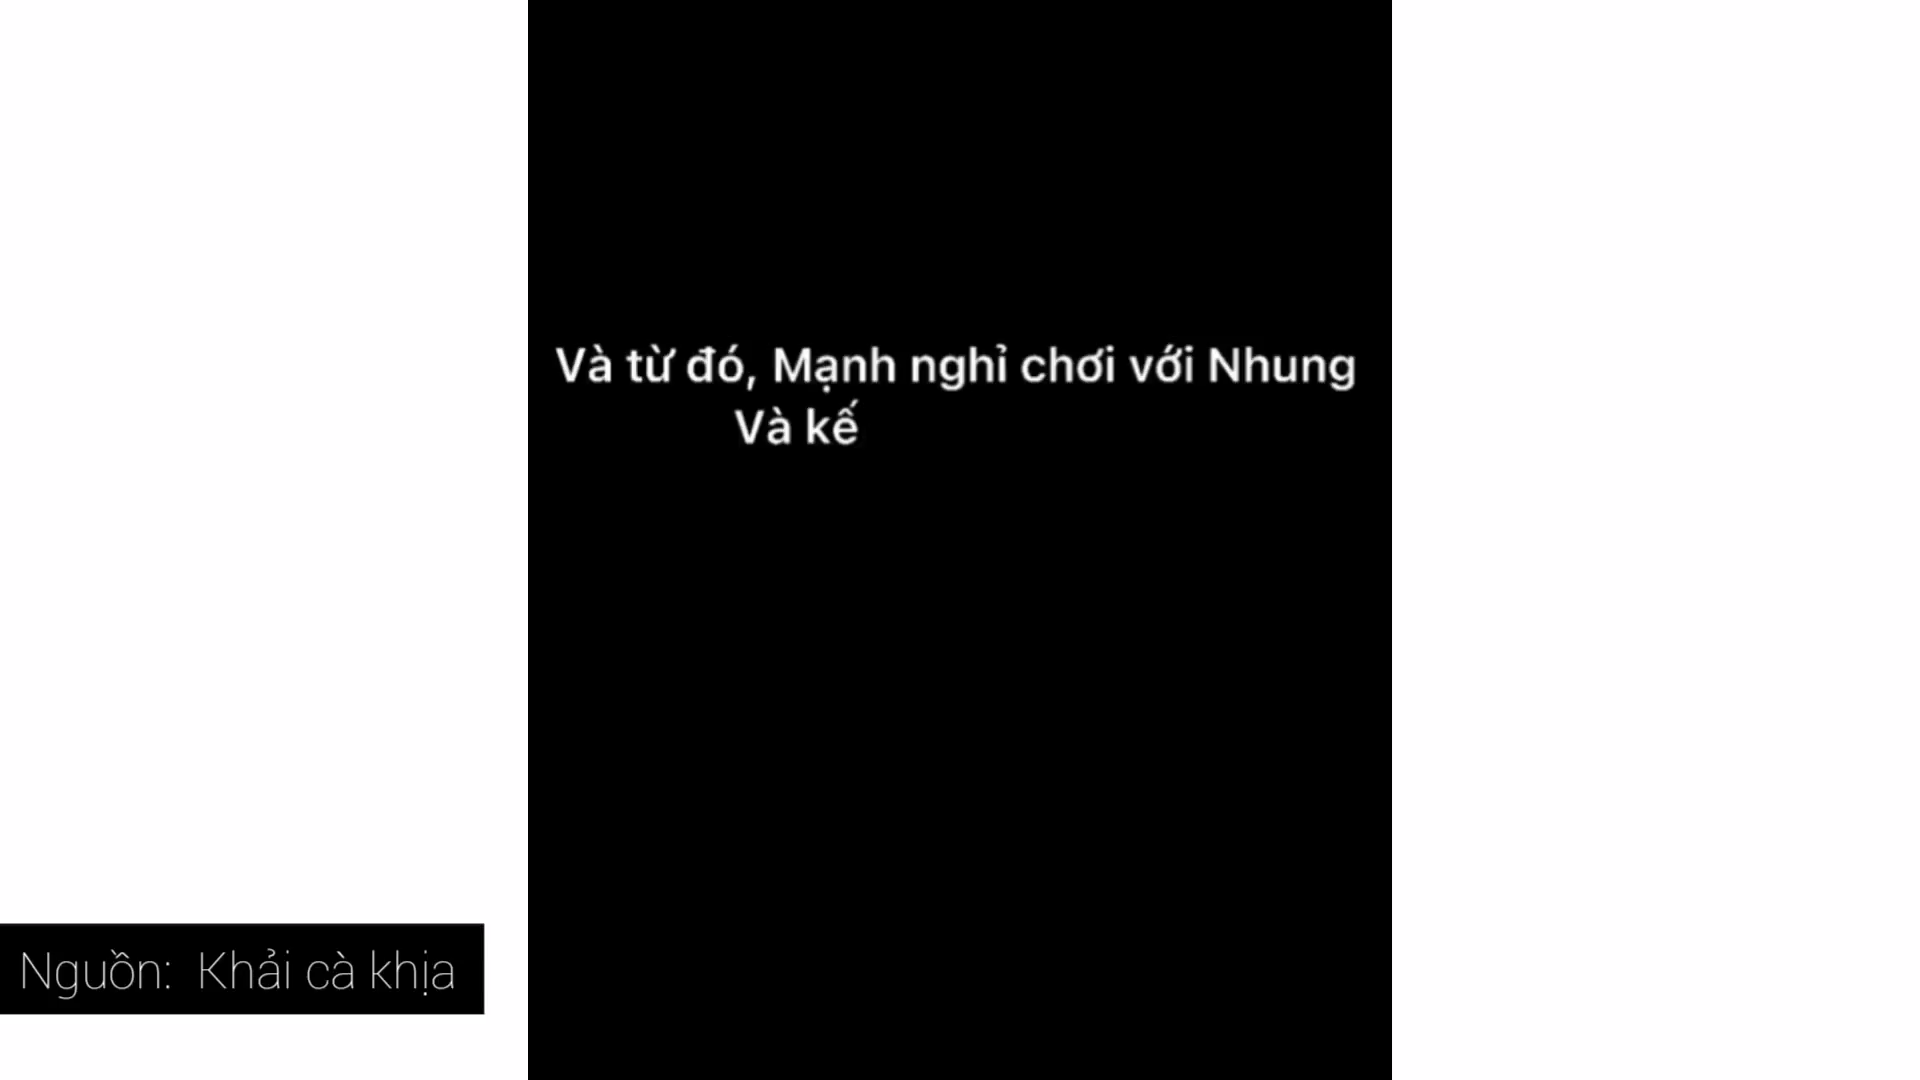 Và từ đó, Mạnh nghỉ chơi với Nhung
Và kế
Nguồn: Khải cà khịa